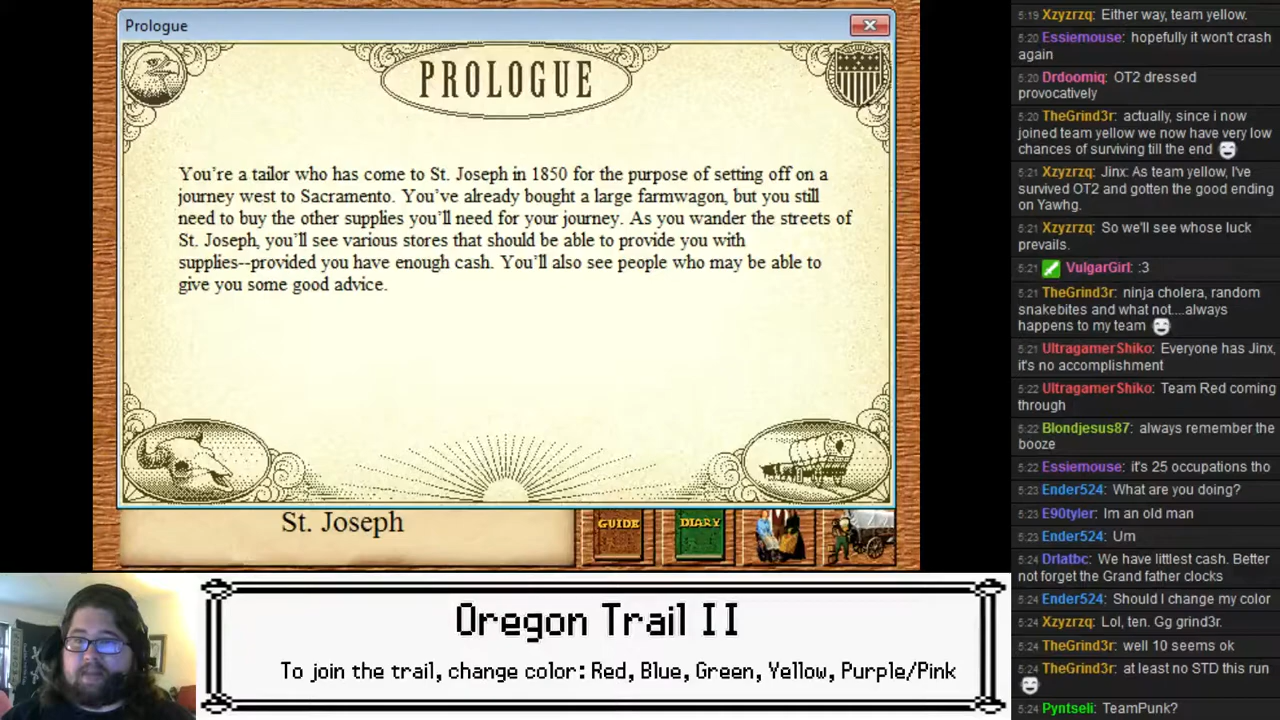 Prologue
PROLOGUE
You're a tailor who has come to St. Joseph in 1850 for the purpose of setting off on a
journey west to Sacramento. You've already bought a large farmwagon, but you still
need to buy the other supplies you'll need for your journey. As you wander the streets of
St. Joseph, you'll see various stores that should be able to provide you with
supplies--provided you have enough cash. You'll also see people who may be able to
give you some good advice.
St. Joseph
GUIDE
DIARY
Oregon Trail II
To join the trail, change color: Red, Blue, Green, Yellow, Purple/Pink
5:19 Xzyzrzq: Either way, team yellow.
5:20 Essiemouse: hopefully it won't crash
again
5:20 Drdoomiq: OT2 dressed
provocatively
5:20 TheGrind3r: actually, since i now
joined team yellow we now have very low
chances of surviving till the end
5:21 Xzyzrzq: Jinx: As team yellow, I've
survived OT2 and gotten the good ending
on Yawhg.
5:21 Xzyzrzq: So we'll see whose luck
prevails.
5:21 VulgarGirl: :3
5:21 TheGrind3r: ninja cholera, random
snakebites and what not....always
happens to my team
5:21 UltragamerShiko: Everyone has Jinx,
it's no accomplishment
5:22 UltragamerShiko: Team Red coming
through
5:22 Blondjesus87: always remember the
booze
5:22 Essiemouse: it's 25 occupations tho
5:23 Ender524: What are you doing?
5:23 E90tyler: Im an old man
5:23 Ender524: Um
5:24 Drlatbc: We have littlest cash. Better
not forget the Grand father clocks
5:24 Ender524: Should I change my color
5:24 Xzyzrzq: Lol, ten. Gg grind3r.
5:24 TheGrind3r: well 10 seems ok
5:24 TheGrind3r: at least no STD this run
5:24 Pyntseli: TeamPunk?